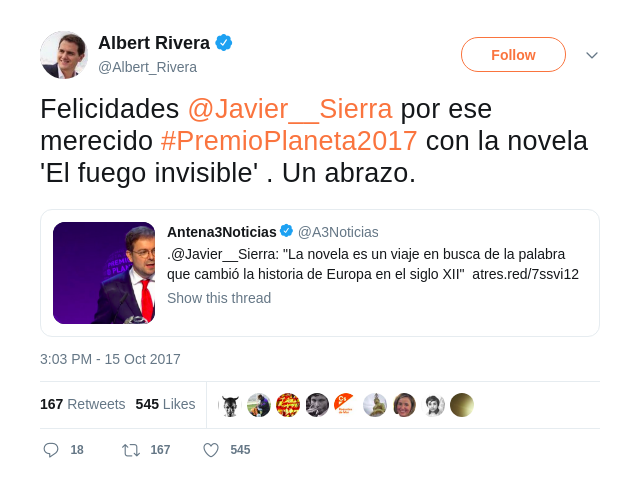 Albert Rivera
@Albert_Rivera
Follow
Felicidades @Javier__Sierra por ese
merecido #PremioPlaneta2017 con la novela
'El fuego invisible' . Un abrazo.
Antena3Noticias @A3Noticias
.@Javier__Sierra: "La novela es un viaje en busca de la palabra
que cambió la historia de Europa en el siglo XII" atres.red/7ssvi12
Show this thread
3:03 PM - 15 Oct 2017
167 Retweets 545 Likes
18 167 545